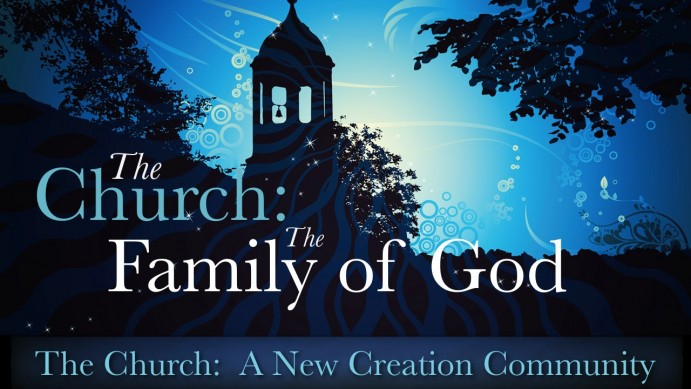 The
Church:
The
Family of God
The Church: A New Creation Community